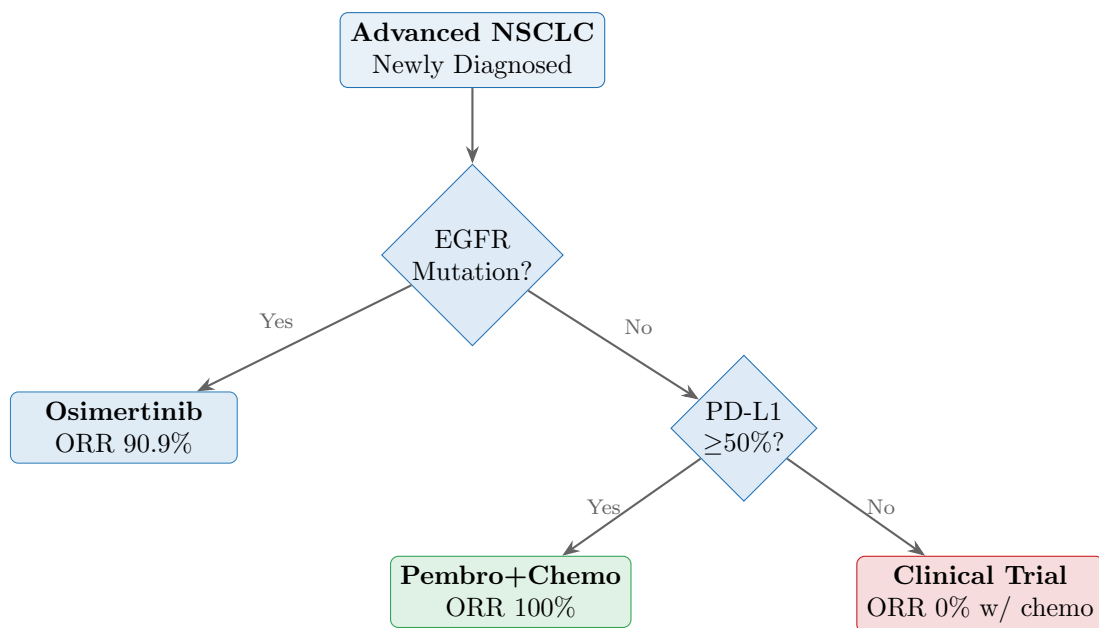 Advanced NSCLC
Newly Diagnosed
EGFR
Mutation?
Yes
No
Osimertinib
ORR 90.9%
PD-L1
≥50%?
Yes
No
Pembro+Chemo
ORR 100%
Clinical Trial
ORR 0% w/ chemo